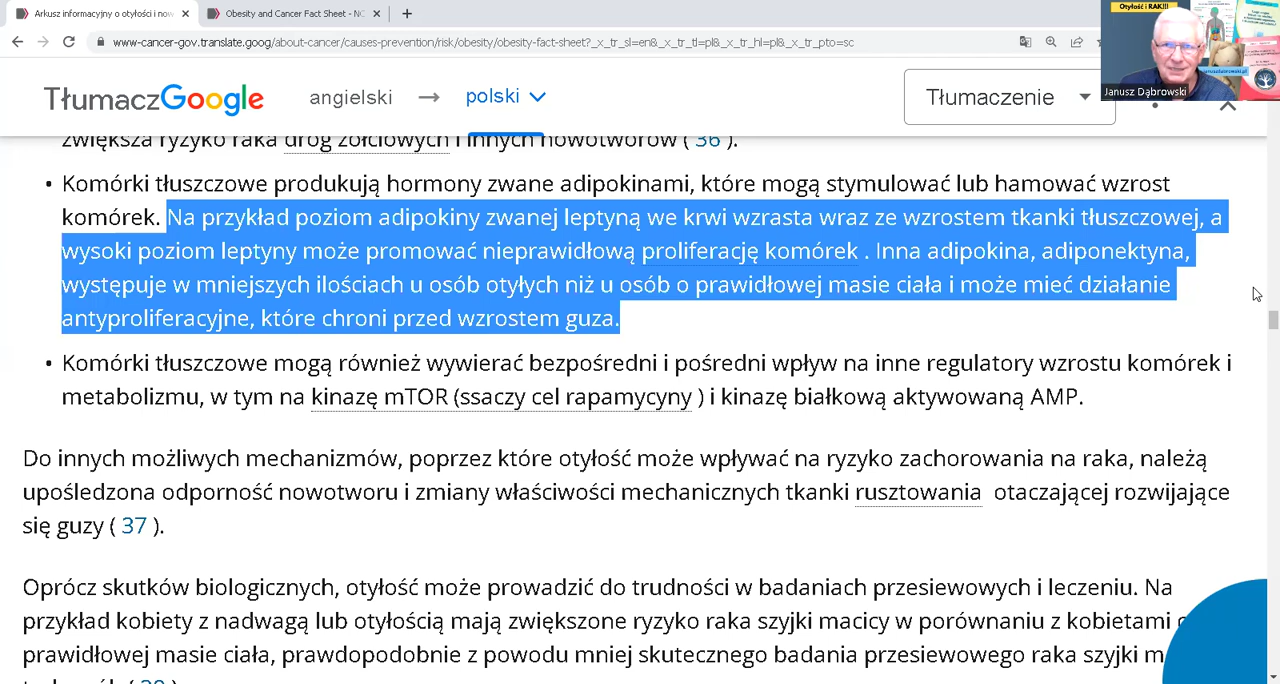 Arkusz informacyjny o otyłości i now
Obesity and Cancer Fact Sheet - NC
www-cancer-gov.translate.goog/about-cancer/causes-prevention/risk/obesity/obesity-fact-sheet?_x_tr_sl=en&_x_tr_tl=pl&_x_tr_hl=pl&_x_tr_pto=sc
Otyłość i RAK!!!
Janusz Dąbrowski
TłumaczGoogle angielski → polski Tłumaczenie
zwiększa ryzyko raka dróg żółciowych i innych nowotworów ( 36 ).
• Komórki tłuszczowe produkują hormony zwane adipokinami, które mogą stymulować lub hamować wzrost
komórek. Na przykład poziom adipokiny zwanej leptyną we krwi wzrasta wraz ze wzrostem tkanki tłuszczowej, a
wysoki poziom leptyny może promować nieprawidłową proliferację komórek . Inna adipokina, adiponektyna,
występuje w mniejszych ilościach u osób otyłych niż u osób o prawidłowej masie ciała i może mieć działanie
antyproliferacyjne, które chroni przed wzrostem guza.
• Komórki tłuszczowe mogą również wywierać bezpośredni i pośredni wpływ na inne regulatory wzrostu komórek i
metabolizmu, w tym na kinazę mTOR (ssaczy cel rapamycyny ) i kinazę białkową aktywowaną AMP.
Do innych możliwych mechanizmów, poprzez które otyłość może wpływać na ryzyko zachorowania na raka, należą
upośledzona odporność nowotworu i zmiany właściwości mechanicznych tkanki rusztowania otaczającej rozwijające
się guzy ( 37 ).
Oprócz skutków biologicznych, otyłość może prowadzić do trudności w badaniach przesiewowych i leczeniu. Na
przykład kobiety z nadwagą lub otyłością mają zwiększone ryzyko raka szyjki macicy w porównaniu z kobietami o
prawidłowej masie ciała, prawdopodobnie z powodu mniej skutecznego badania przesiewowego raka szyjki m